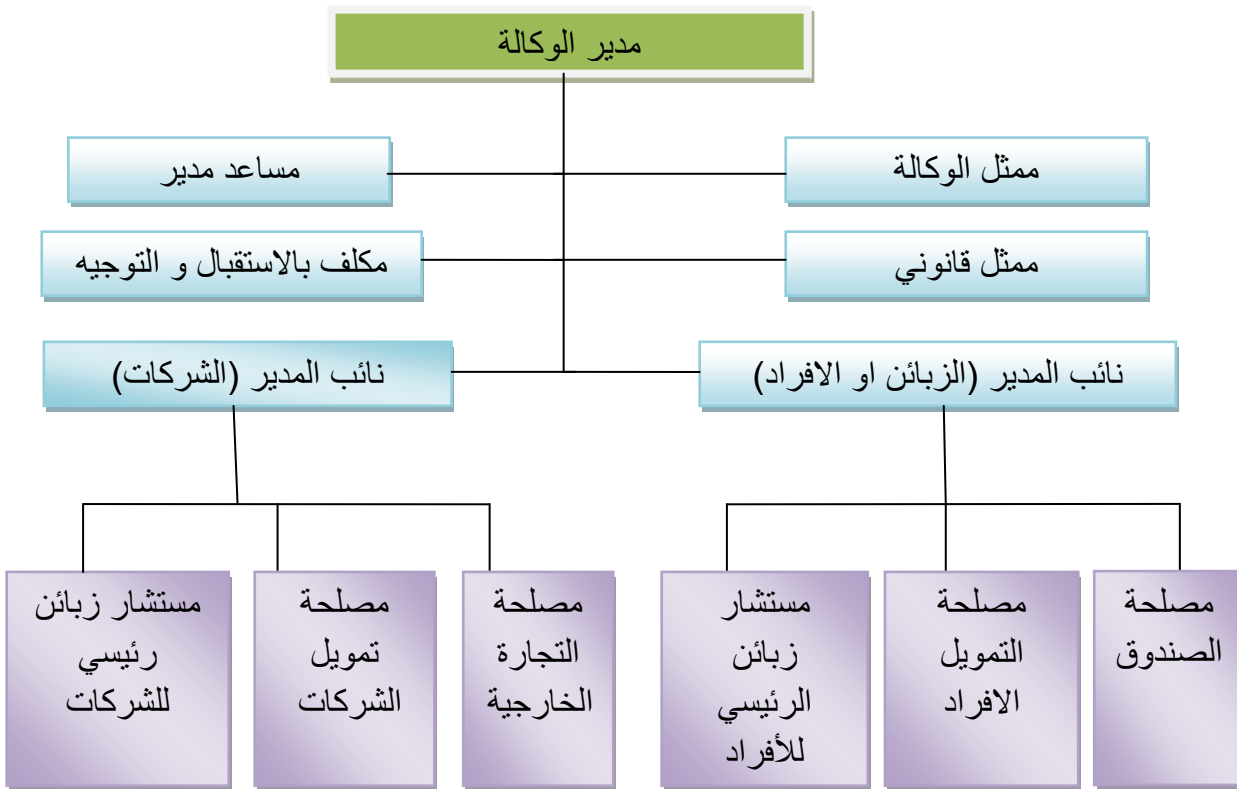 مدير الوكالة
ممثل الوكالة
مساعد مدير
ممثل قانوني
مكلف بالاستقبال و التوجيه
نائب المدير (الزبائن او الافراد)
نائب المدير (الشركات)
مصلحة
الصندوق
مصلحة
التمويل
الافراد
مستشار
زبائن
الرئيسي
للأفراد
مصلحة
التجارة
الخارجية
مصلحة
تمويل
الشركات
مستشار زبائن
رئيسي
للشركات